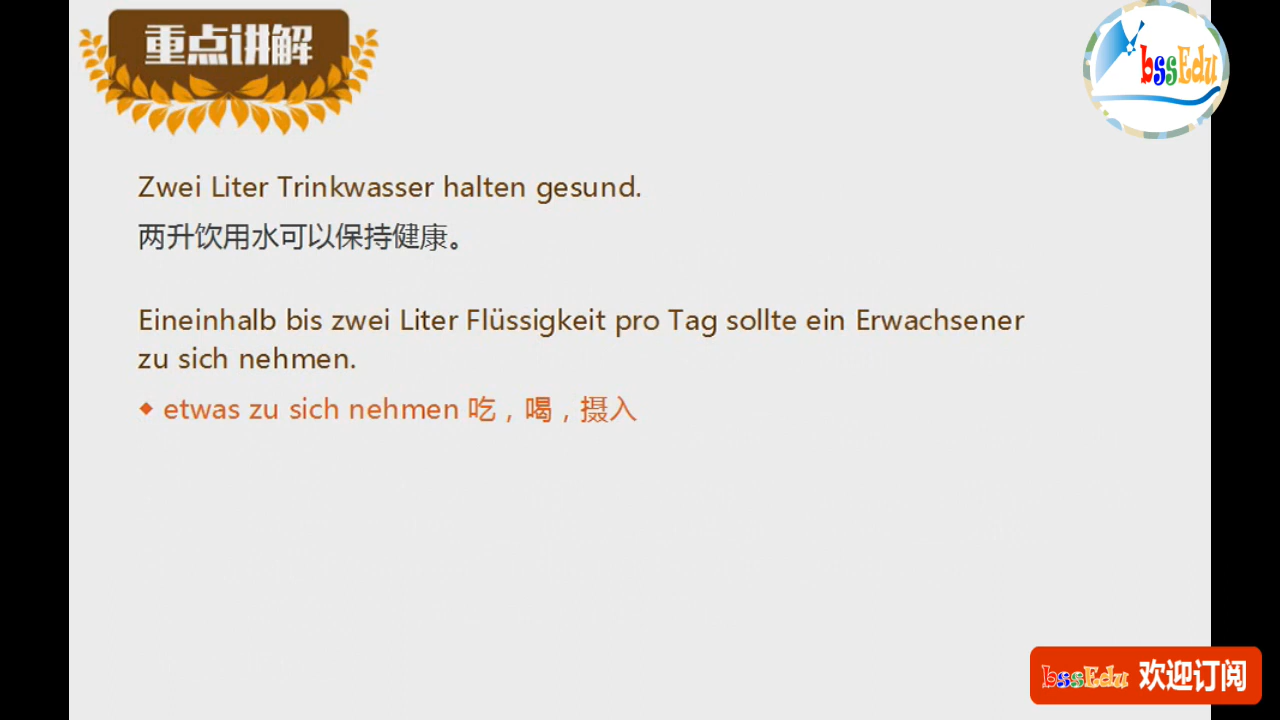 重点讲解
bssEdu
Zwei Liter Trinkwasser halten gesund.
两升饮用水可以保持健康。
Eineinhalb bis zwei Liter Flüssigkeit pro Tag sollte ein Erwachsener
zu sich nehmen.
◆ etwas zu sich nehmen 吃，喝，摄入
bssEdu 欢迎订阅